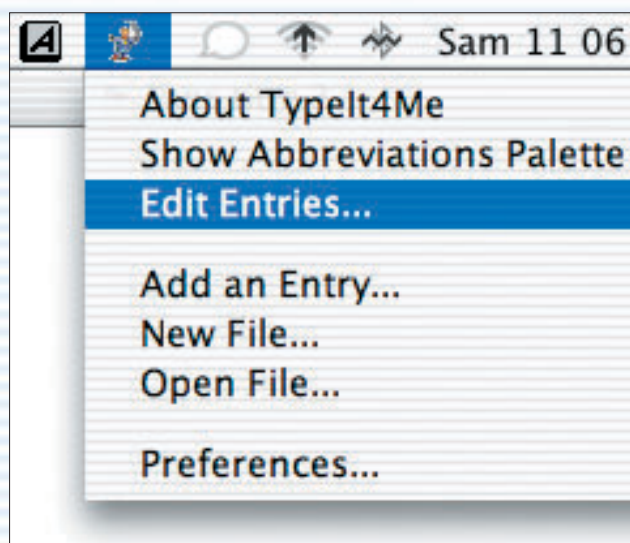 A
Sam 11 06
About TypeIt4Me
Show Abbreviations Palette
Edit Entries...
Add an Entry...
New File...
Open File...
Preferences...